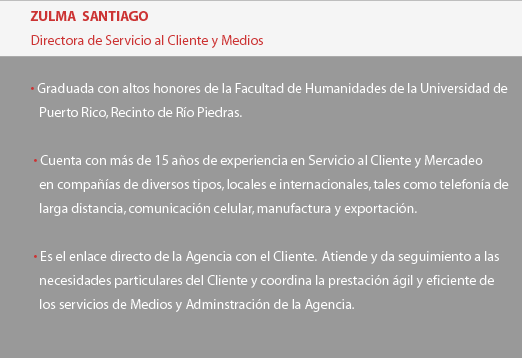 ZULMA SANTIAGO
Directora de Servicio al Cliente y Medios
• Graduada con altos honores de la Facultad de Humanidades de la Universidad de
Puerto Rico, Recinto de Río Piedras.
• Cuenta con más de 15 años de experiencia en Servicio al Cliente y Mercadeo
en compañías de diversos tipos, locales e internacionales, tales como telefonía de
larga distancia, comunicación celular, manufactura y exportación.
• Es el enlace directo de la Agencia con el Cliente. Atiende y da seguimiento a las
necesidades particulares del Cliente y coordina la prestación ágil y eficiente de
los servicios de Medios y Adminstración de la Agencia.